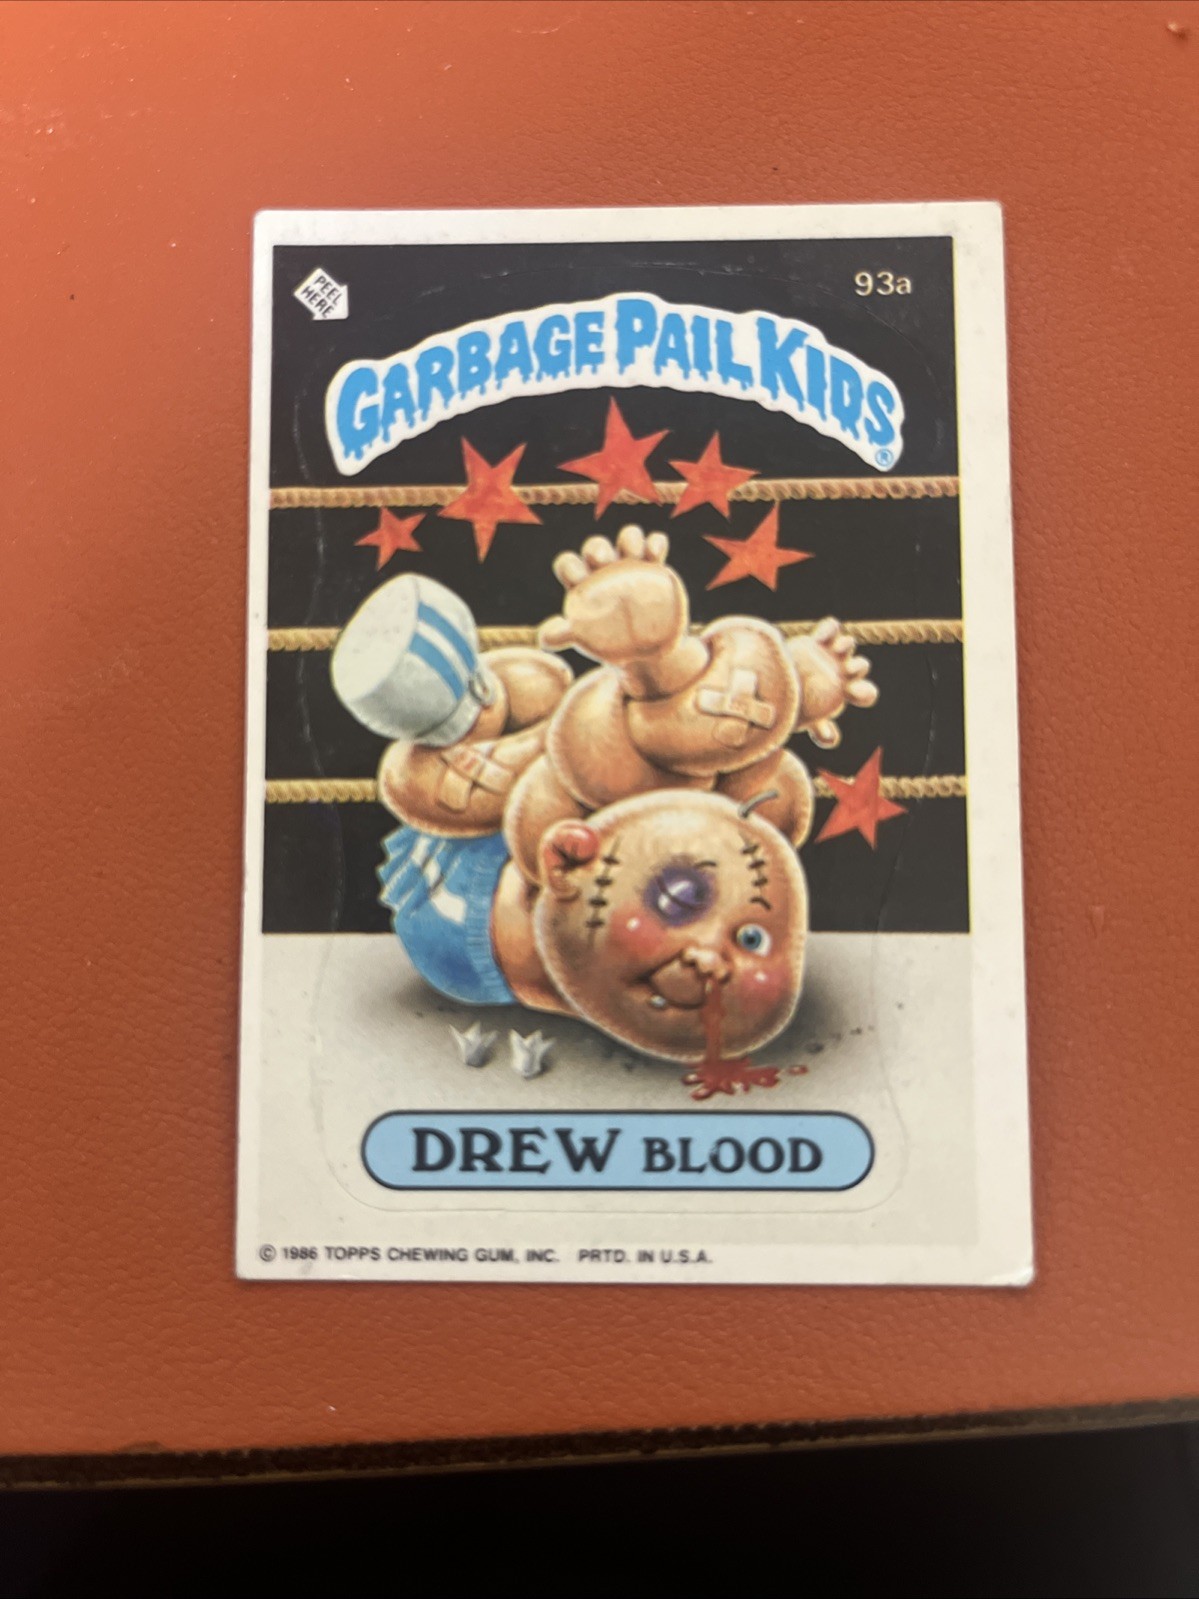 PEEL
HERE
93a
GARBAGE PAIL KIDS®
DREW BLOOD
© 1986 TOPPS CHEWING GUM, INC. PRTD. IN U.S.A.